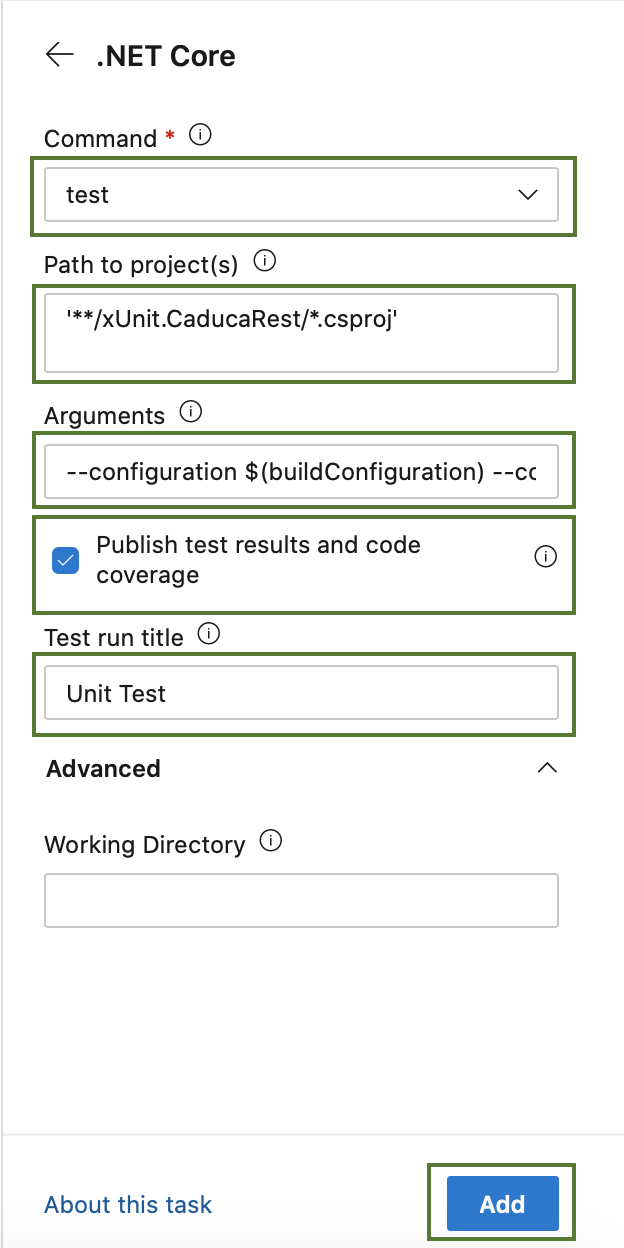 .NET Core
Command *
test
Path to project(s)
'**/xUnit.CaducaRest/*.csproj'
Arguments
--configuration $(buildConfiguration) --co
Publish test results and code
coverage
Test run title
Unit Test
Advanced
Working Directory
About this task
Add